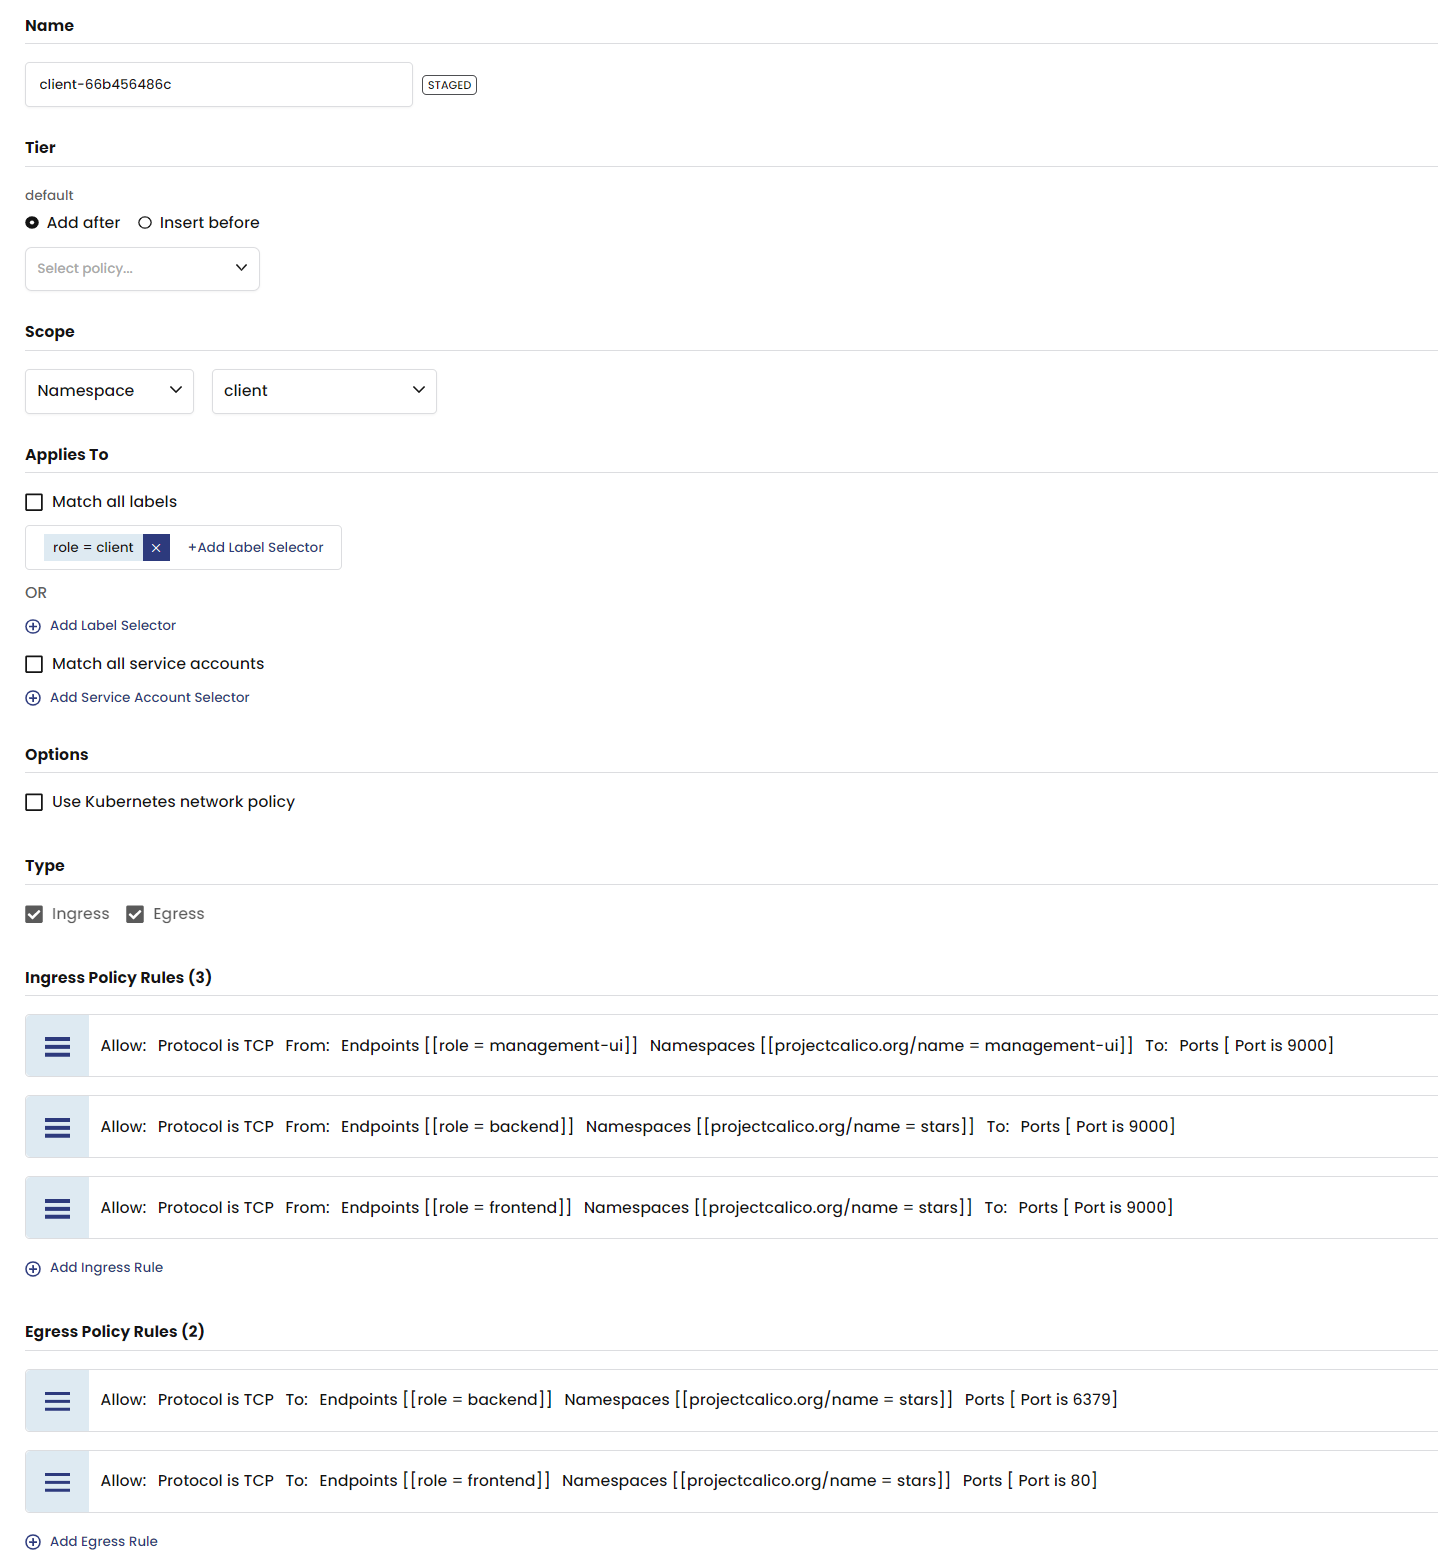 Name
client-66b456486c STAGED
Tier
default
Add after Insert before
Select policy...
Scope
Namespace client
Applies To
Match all labels
role = client × +Add Label Selector
OR
Add Label Selector
Match all service accounts
Add Service Account Selector
Options
Use Kubernetes network policy
Type
Ingress Egress
Ingress Policy Rules (3)
Allow: Protocol is TCP From: Endpoints [[role = management-ui]] Namespaces [[projectcalico.org/name = management-ui]] To: Ports [ Port is 9000]
Allow: Protocol is TCP From: Endpoints [[role = backend]] Namespaces [[projectcalico.org/name = stars]] To: Ports [ Port is 9000]
Allow: Protocol is TCP From: Endpoints [[role = frontend]] Namespaces [[projectcalico.org/name = stars]] To: Ports [ Port is 9000]
Add Ingress Rule
Egress Policy Rules (2)
Allow: Protocol is TCP To: Endpoints [[role = backend]] Namespaces [[projectcalico.org/name = stars]] Ports [ Port is 6379]
Allow: Protocol is TCP To: Endpoints [[role = frontend]] Namespaces [[projectcalico.org/name = stars]] Ports [ Port is 80]
Add Egress Rule